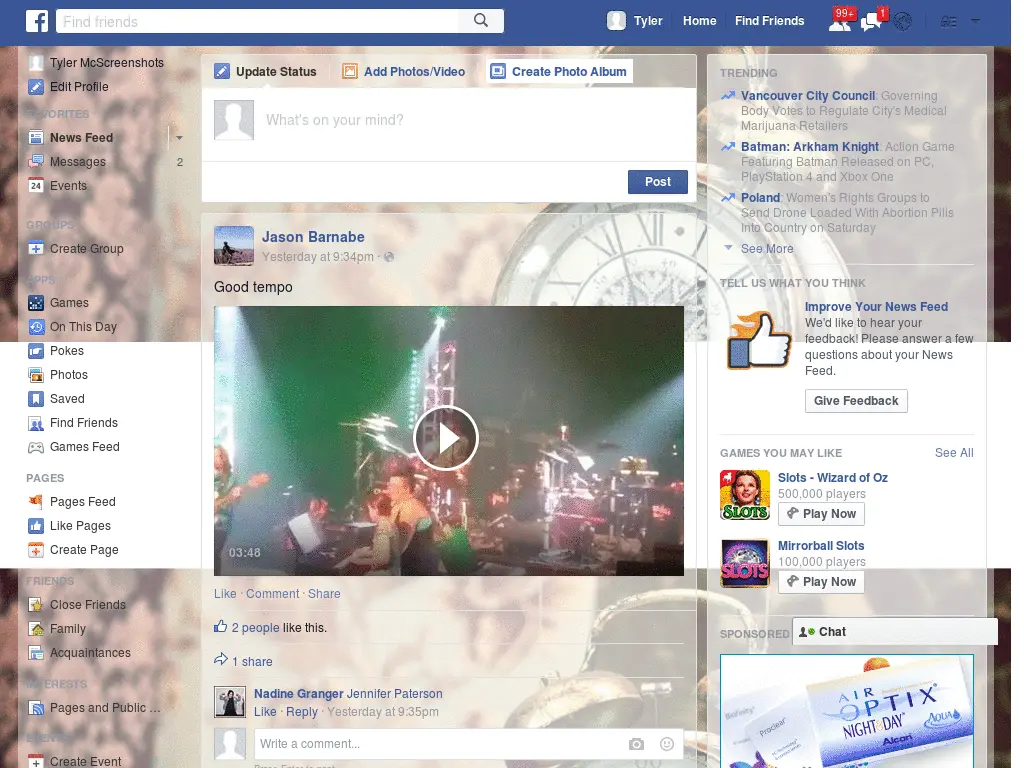 Find friends
Tyler
Home
Find Friends
99+
1
Tyler McScreenshots
Edit Profile
FAVORITES
News Feed
Messages
2
24
Events
GROUPS
Create Group
APPS
Games
On This Day
Pokes
Photos
Saved
Find Friends
Games Feed
PAGES
Pages Feed
Like Pages
Create Page
FRIENDS
Close Friends
Family
Acquaintances
INTERESTS
Pages and Public ...
EVENTS
Create Event
Update Status
Add Photos/Video
Create Photo Album
What's on your mind?
Post
Jason Barnabe
Yesterday at 9:34pm ·
Good tempo
03:48
Like · Comment · Share
2 people like this.
1 share
Nadine Granger Jennifer Paterson
Like · Reply · Yesterday at 9:35pm
Write a comment...
Press Enter to post.
TRENDING
Vancouver City Council: Governing
Body Votes to Regulate City's Medical
Marijuana Retailers
Batman: Arkham Knight: Action Game
Featuring Batman Released on PC,
PlayStation 4 and Xbox One
Poland: Women's Rights Groups to
Send Drone Loaded With Abortion Pills
Into Country on Saturday
See More
TELL US WHAT YOU THINK
Improve Your News Feed
We'd like to hear your
feedback! Please answer a few
questions about your News
Feed.
Give Feedback
GAMES YOU MAY LIKE
See All
SLOTS
Slots - Wizard of Oz
500,000 players
Play Now
SLOTS
Mirrorball Slots
100,000 players
Play Now
SPONSORED
Chat
AIR
OPTIX
NIGHT & DAY
AQUA
Alcon
Proclear